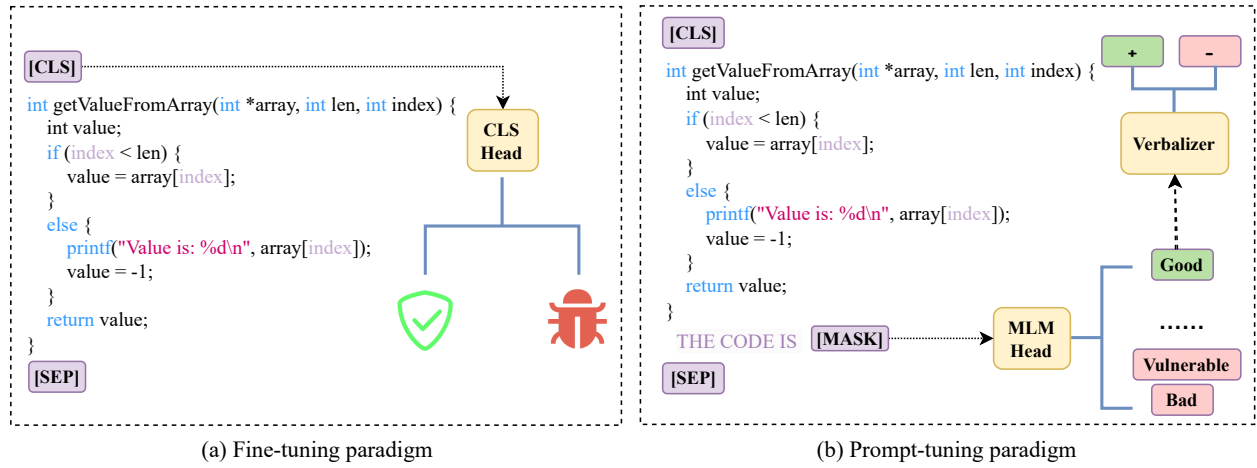 [CLS]
int getValueFromArray(int *array, int len, int index) {
int value;
if (index < len) {
value = array[index];
}
else {
printf("Value is: %d\n", array[index]);
value = -1;
}
return value;
}
[SEP]
CLS
Head
(a) Fine-tuning paradigm
[CLS]
int getValueFromArray(int *array, int len, int index) {
int value;
if (index < len) {
value = array[index];
}
else {
printf("Value is: %d\n", array[index]);
value = -1;
}
return value;
}
THE CODE IS [MASK]
[SEP]
MLM
Head
+ -
Verbalizer
Good
......
Vulnerable
Bad
(b) Prompt-tuning paradigm